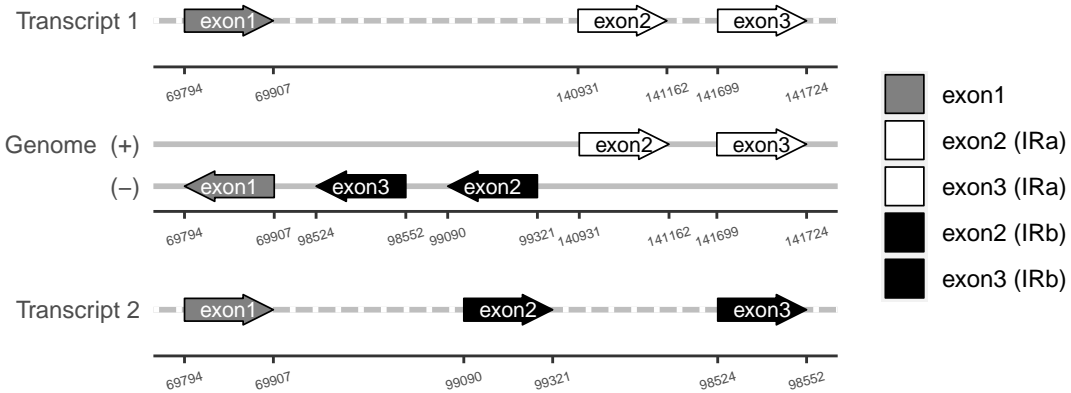 Transcript 1 exon1 exon2 exon3
69794 69907 140931 141162 141699 141724
Genome (+) exon2 exon3
(−) exon1 exon3 exon2
69794 69907 98524 98552 99090 99321 140931 141162 141699 141724
Transcript 2 exon1 exon2 exon3
69794 69907 99090 99321 98524 98552
exon1
exon2 (IRa)
exon3 (IRa)
exon2 (IRb)
exon3 (IRb)